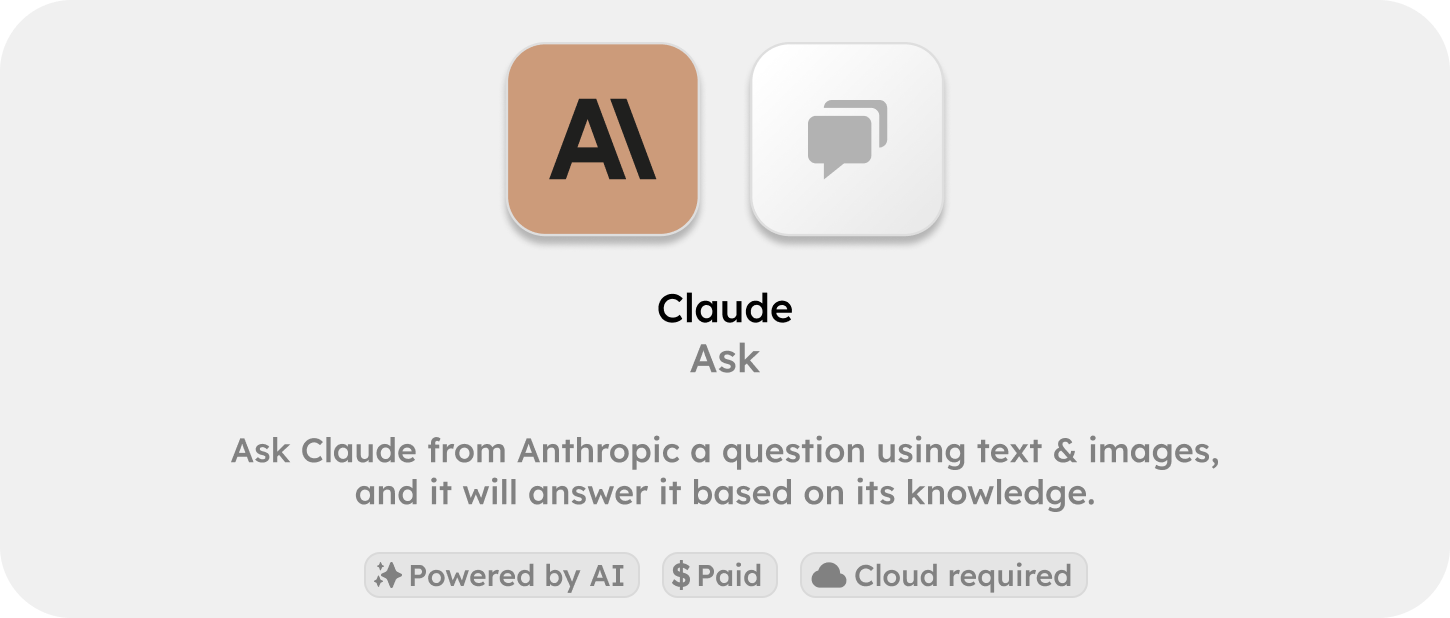 Claude
Ask
Ask Claude from Anthropic a question using text & images,
and it will answer it based on its knowledge.
Powered by AI
$ Paid
Cloud required